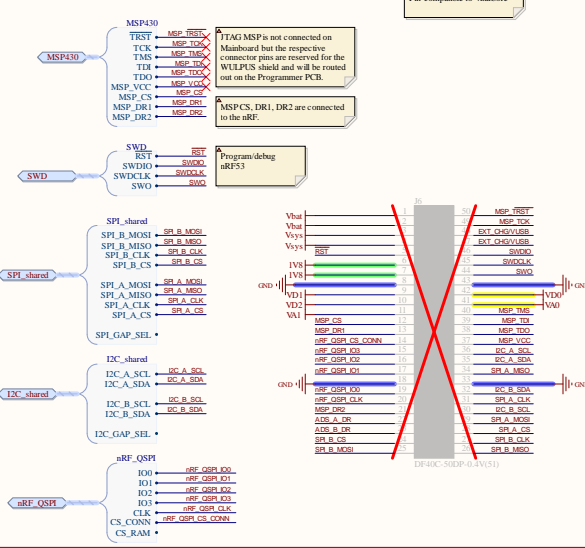 MSP430
TRST MSP_TRST
TCK MSP_TCK
TMS MSP_TMS
TDI MSP_TDI
TDO MSP_TDO
MSP_VCC MSP_VCC
MSP_CS MSP_CS
MSP_DR1 MSP_DR1
MSP_DR2 MSP_DR2
MSP430
JTAG MSP is not connected on
Mainboard but the respective
connector pins are reserved for the
WULPUS shield and will be routed
out on the Programmer PCB.
MSP CS, DR1, DR2 are connected
to the nRF.
SWD
RST RST
SWDIO SWDIO
SWDCLK SWDCLK
SWO SWO
SWD
Program/debug
nRF53
SPI_shared
SPI_B_MOSI SPI_B_MOSI
SPI_B_MISO SPI_B_MISO
SPI_B_CLK SPI_B_CLK
SPI_B_CS SPI_B_CS
SPI_A_MOSI SPI_A_MOSI
SPI_A_MISO SPI_A_MISO
SPI_A_CLK SPI_A_CLK
SPI_A_CS SPI_A_CS
SPI_GAP_SEL
SPI_shared
I2C_shared
I2C_A_SCL I2C_A_SCL
I2C_A_SDA I2C_A_SDA
I2C_B_SCL I2C_B_SCL
I2C_B_SDA I2C_B_SDA
I2C_GAP_SEL
I2C_shared
nRF_QSPI
IO0 nRF_QSPI_IO0
IO1 nRF_QSPI_IO1
IO2 nRF_QSPI_IO2
IO3 nRF_QSPI_IO3
CLK nRF_QSPI_CLK
CS_CONN nRF_QSPI_CS_CONN
CS_RAM
nRF_QSPI
J6
Vbat
Vbat
Vsys
Vsys
RST
1V8
1V8
GND
VD1
VD2
VA1
MSP_CS
MSP_DR1
nRF_QSPI_CS_CONN
nRF_QSPI_IO3
nRF_QSPI_IO2
nRF_QSPI_IO1
GND
nRF_QSPI_IO0
nRF_QSPI_CLK
MSP_DR2
ADS_A_DR
ADS_B_DR
SPI_B_CS
SPI_B_MOSI
MSP_TRST
MSP_TCK
EXT_CHG/VUSB
EXT_CHG/VUSB
SWDIO
SWDCLK
SWO
GN
VD0
VA0
MSP_TMS
MSP_TDI
MSP_TDO
MSP_VCC
I2C_A_SCL
I2C_A_SDA
SPI_A_MISO
GN
I2C_B_SDA
SPI_A_CLK
I2C_B_SCL
SPI_A_MOSI
SPI_A_CS
SPI_B_CLK
SPI_B_MISO
DF40C-50DP-0.4V(51)